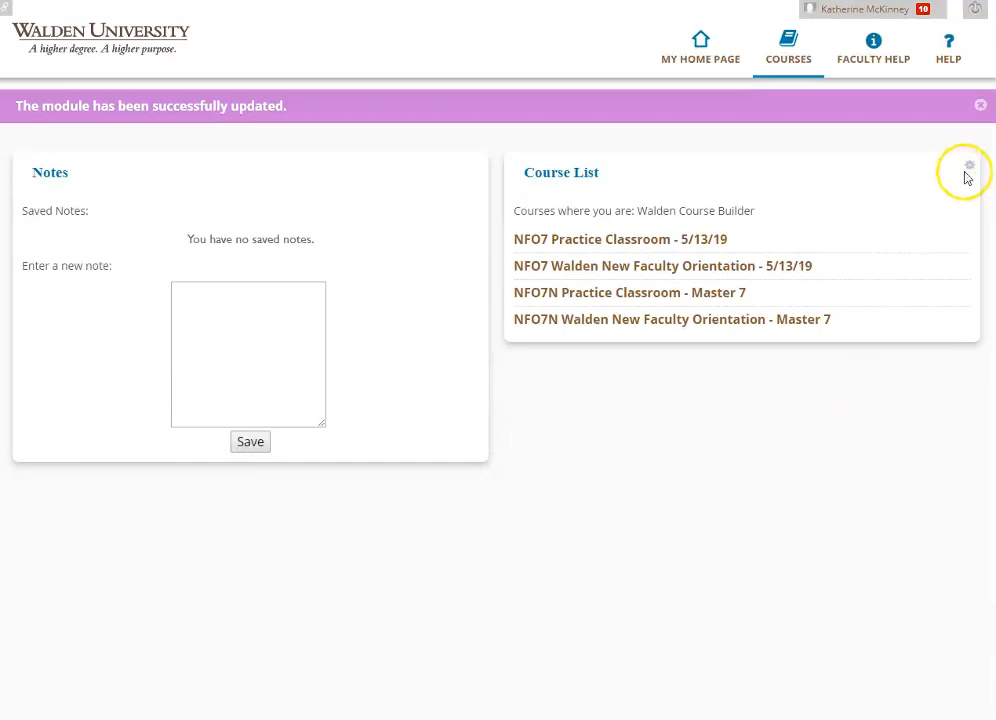 Katherine McKinney 10
WALDEN UNIVERSITY
A higher degree. A higher purpose.
MY HOME PAGE
COURSES
FACULTY HELP
?
HELP
The module has been successfully updated.
Notes
Saved Notes:
You have no saved notes.
Enter a new note:
Save
Course List
Courses where you are: Walden Course Builder
NFO7 Practice Classroom - 5/13/19
NFO7 Walden New Faculty Orientation - 5/13/19
NFO7N Practice Classroom - Master 7
NFO7N Walden New Faculty Orientation - Master 7